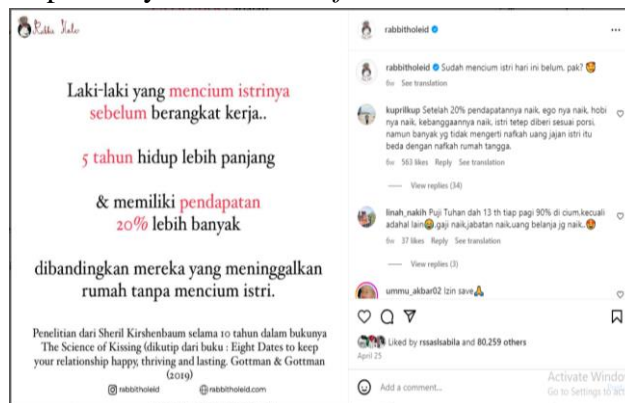 Rabbit Hole
Laki-laki yang mencium istrinya
sebelum berangkat kerja..
5 tahun hidup lebih panjang
& memiliki pendapatan
20% lebih banyak
dibandingkan mereka yang meninggalkan
rumah tanpa mencium istri.
Penelitian dari Sheril Kirshenbaum selama 10 tahun dalam bukunya
The Science of Kissing (dikutip dari buku : Eight Dates to keep
your relationship happy, thriving and lasting. Gottman & Gottman
(2019)
rabbitholeid rabbitholeid.com
rabbitholeid
rabbitholeid Sudah mencium istri hari ini belum, pak?
6w See translation
kuprilkup Setelah 20% pendapatannya naik, ego nya naik, hobi
nya naik, kebanggaannya naik, istri tetep diberi sesuai porsi,
namun banyak yg tidak mengerti nafkah uang jajan istri itu
beda dengan nafkah rumah tangga.
6w 563 likes Reply See translation
View replies (34)
linah_nakih Puji Tuhan dah 13 th tiap pagi 90% di cium.kecuali
adahal lain gaji naik,jabatan naik,uang belanja jg naik..
6w 37 likes Reply See translation
View replies (3)
ummu_akbar02 Izin save
Liked by rssaslsabila and 80,259 others
April 25
Add a comment...
Activate Windo
Go to Settings to